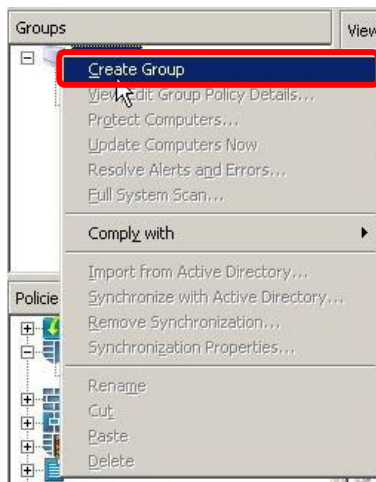 Groups
View
Create Group
View/Edit Group Policy Details...
Protect Computers...
Update Computers Now
Resolve Alerts and Errors...
Full System Scan...
Comply with
Import from Active Directory...
Policie
Synchronize with Active Directory...
Remove Synchronization...
Synchronization Properties...
Rename
Cut
Paste
Delete